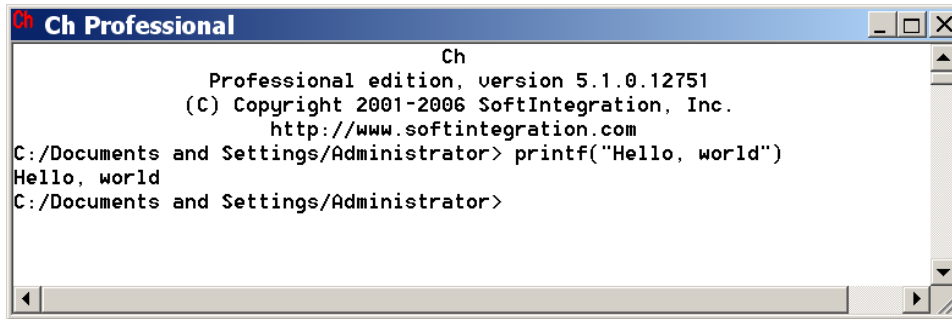 Ch Ch Professional
Ch
Professional edition, version 5.1.0.12751
(C) Copyright 2001-2006 SoftIntegration, Inc.
http://www.softintegration.com
C:/Documents and Settings/Administrator> printf("Hello, world")
Hello, world
C:/Documents and Settings/Administrator>